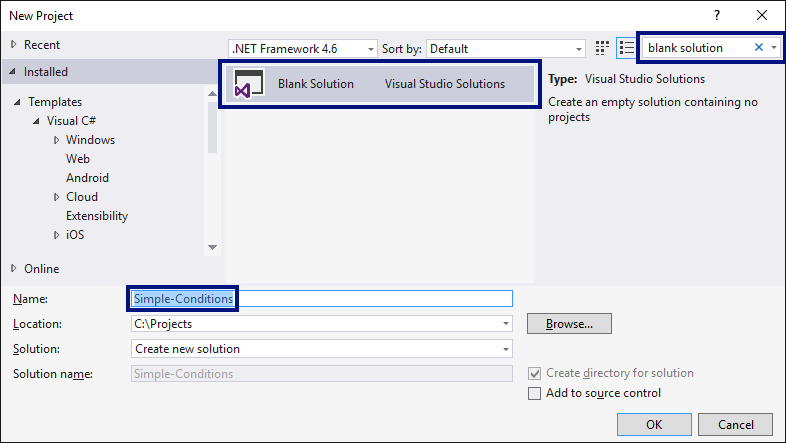 New Project
Recent
.NET Framework 4.6
Sort by: Default
blank solution
Installed
Templates
Visual C#
Windows
Web
Android
Cloud
Extensibility
iOS
Online
Blank Solution
Visual Studio Solutions
Type: Visual Studio Solutions
Create an empty solution containing no
projects
Name: Simple-Conditions
Location: C:\Projects
Browse...
Solution: Create new solution
Solution name: Simple-Conditions
Create directory for solution
Add to source control
OK
Cancel